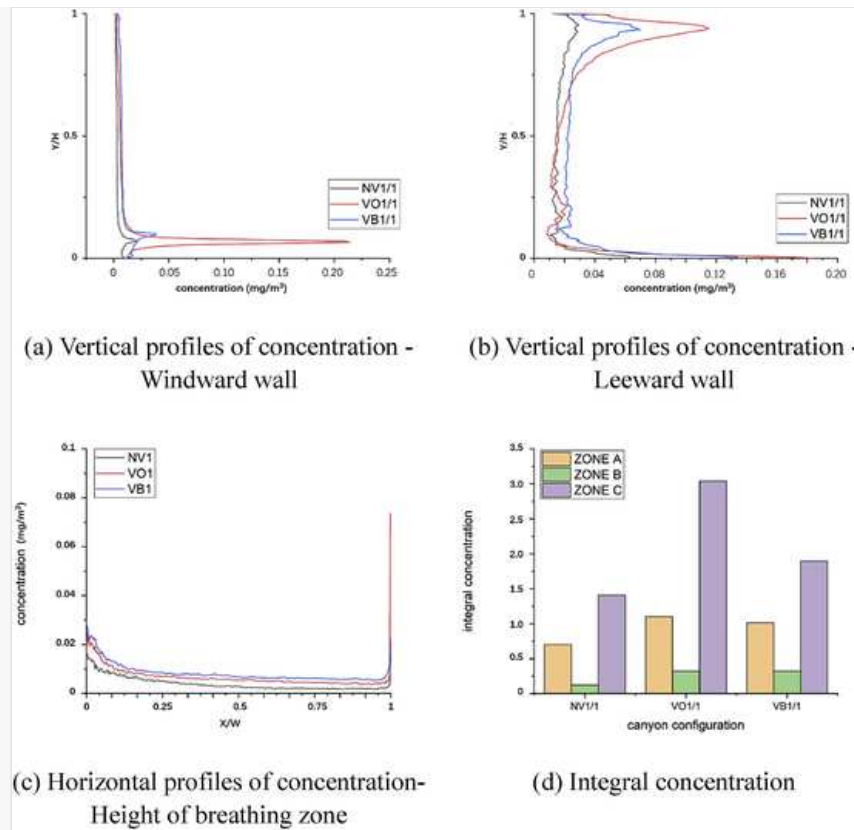 1
Y/H
0.5
0
NV1/1
VO1/1
VB1/1
0 0.05 0.10 0.15 0.20 0.25
concentration (mg/m³)
(a) Vertical profiles of concentration -
Windward wall
1
Y/H
0.5
0
NV1/1
VO1/1
VB1/1
0 0.04 0.08 0.12 0.16 0.20
concentration (mg/m³)
(b) Vertical profiles of concentration -
Leeward wall
0.1
0.08
0.06
0.04
0.02
0
concentration (mg/m³)
NV1
VO1
VB1
0 0.25 0.5 0.75 1
X/W
(c) Horizontal profiles of concentration-
Height of breathing zone
3.5
3.0
2.5
2.0
1.5
1.0
0.5
0
integral concentration
ZONE A
ZONE B
ZONE C
NV1/1 VO1/1 VB1/1
canyon configuration
(d) Integral concentration